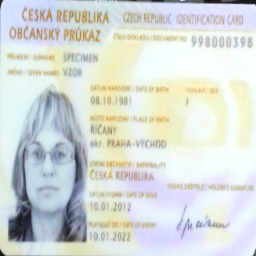 ČESKÁ REPUBLIKA CZECH REPUBLIC IDENTIFICATION CARD
OBČANSKÝ PRŮKAZ ČÍSLO DOKLADU / DOCUMENT NO. 998000398
PŘÍJMENÍ / SURNAME SPECIMEN
JMÉNO / GIVEN NAMES VZOR
DATUM NAROZENÍ / DATE OF BIRTH POHLAVÍ / SEX
08.10.1981 F
MÍSTO NAROZENÍ / PLACE OF BIRTH
ŘÍČANY
okr. PRAHA-VÝCHOD
STÁTNÍ OBČANSTVÍ / NATIONALITY
ČESKÁ REPUBLIKA
DATUM VYDÁNÍ / DATE OF ISSUE PODPIS DRŽITELE / HOLDER'S SIGNATURE
10.01.2012
PLATNOST DO / DATE OF EXPIRY Specimen
10.01.2022